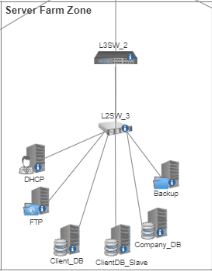 Server Farm Zone
L3SW_2
L2SW_3
DHCP
Backup
FTP
Company_DB
Client_DB
ClientDB_Slave